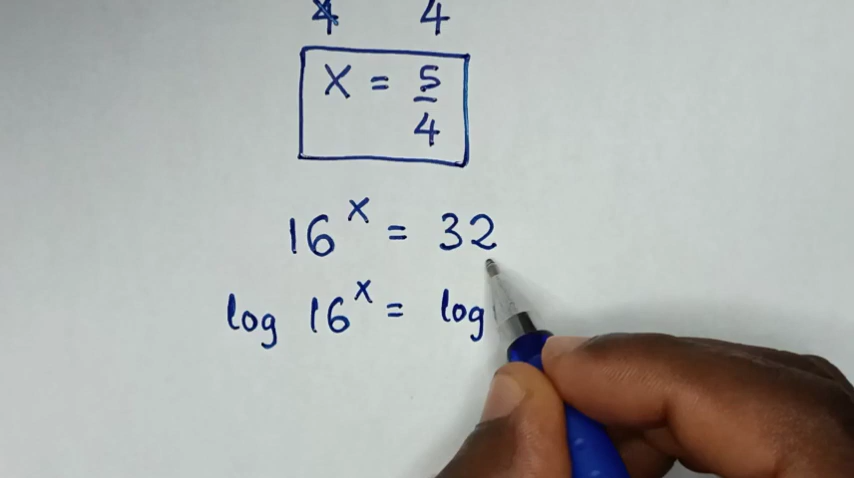 4 4
x = 5/4
16^x = 32
log 16^x = log